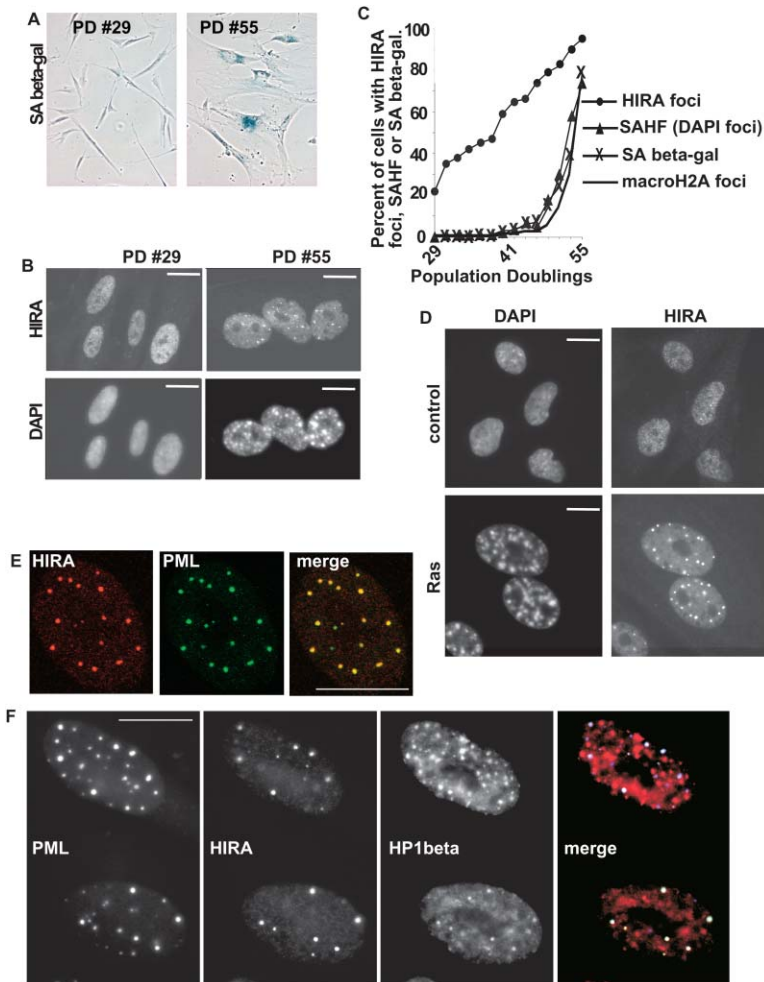 A
PD #29
PD #55
SA beta-gal
C
Percent of cells with HIRA
foci, SAHF or SA beta-gal.
100
80
60
40
20
0
29
41
55
Population Doublings
HIRA foci
SAHF (DAPI foci)
SA beta-gal
macroH2A foci
B
PD #29
PD #55
HIRA
DAPI
D
DAPI
HIRA
control
Ras
E
HIRA
PML
merge
F
PML
HIRA
HP1beta
merge